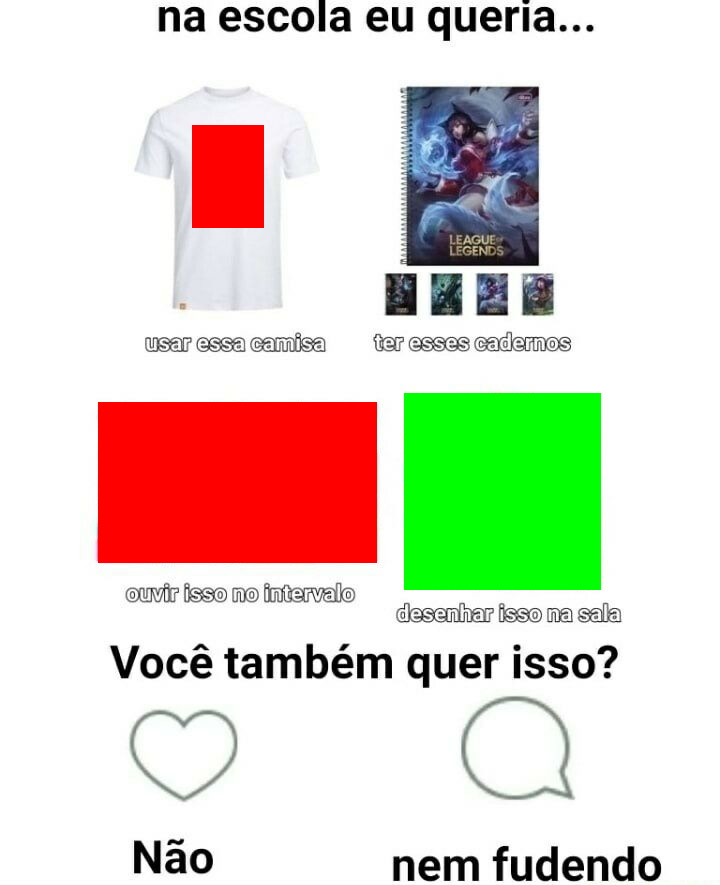 na escola eu queria...
LEAGUE OF
LEGENDS
usar essa camisa
ter esses cadernos
ouvir isso no intervalo
desenhar isso na sala
Você também quer isso?
Não
nem fudendo